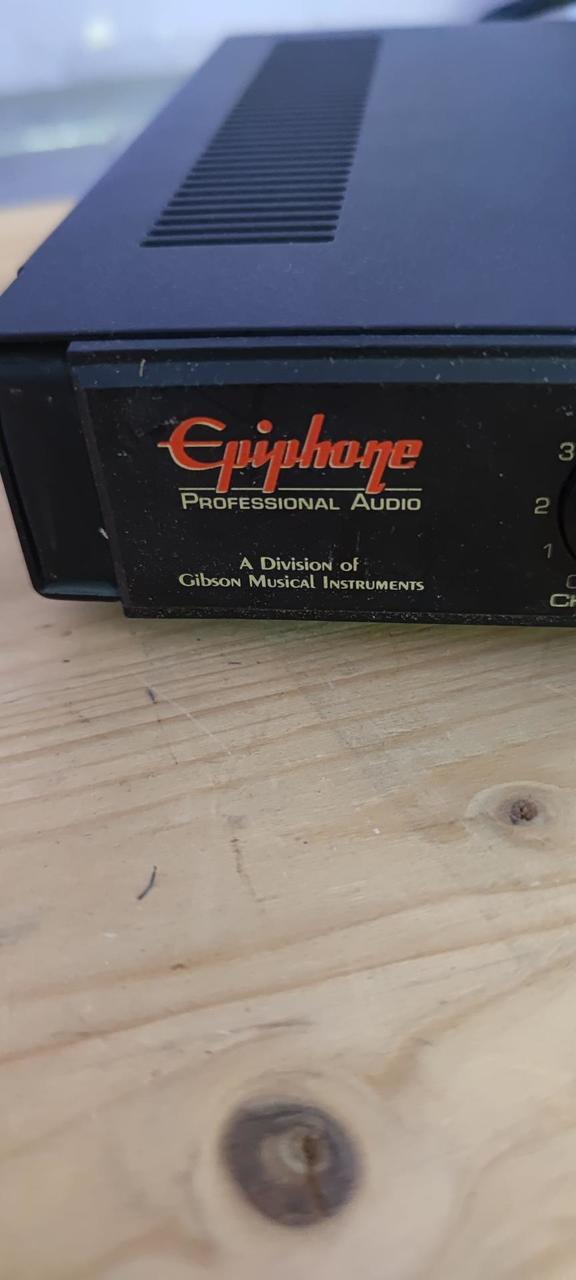 Epiphone
PROFESSIONAL AUDIO
A DIVISION OF
GIBSON MUSICAL INSTRUMENTS
3
2
1